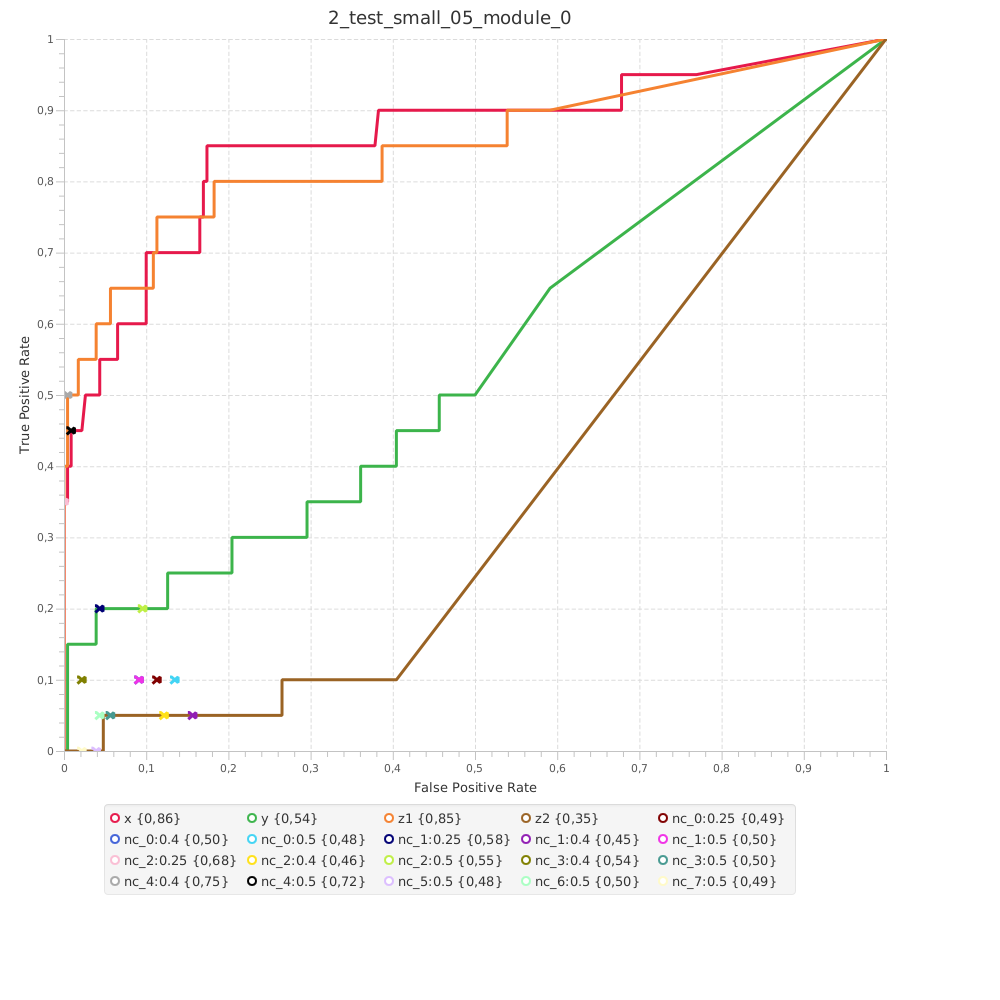 2_test_small_05_module_0
1
0,9
0,8
0,7
0,6
0,5
0,4
0,3
0,2
0,1
0
True Positive Rate
0 0,1 0,2 0,3 0,4 0,5 0,6 0,7 0,8 0,9 1
False Positive Rate
x {0,86} y {0,54} z1 {0,85} z2 {0,35} nc_0:0.25 {0,49}
nc_0:0.4 {0,50} nc_0:0.5 {0,48} nc_1:0.25 {0,58} nc_1:0.4 {0,45} nc_1:0.5 {0,50}
nc_2:0.25 {0,68} nc_2:0.4 {0,46} nc_2:0.5 {0,55} nc_3:0.4 {0,54} nc_3:0.5 {0,50}
nc_4:0.4 {0,75} nc_4:0.5 {0,72} nc_5:0.5 {0,48} nc_6:0.5 {0,50} nc_7:0.5 {0,49}